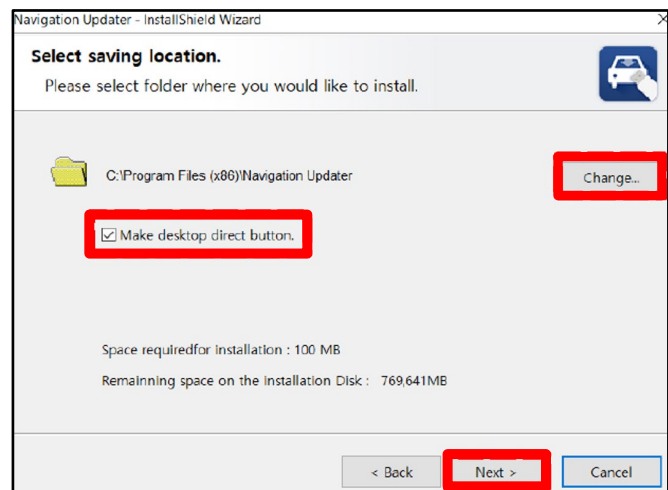 Navigation Updater - InstallShield Wizard
Select saving location.
Please select folder where you would like to install.
C:\Program Files (x86)\Navigation Updater
Change...
Make desktop direct button.
Space requiredfor installation : 100 MB
Remainning space on the installation Disk : 769,641MB
< Back
Next >
Cancel